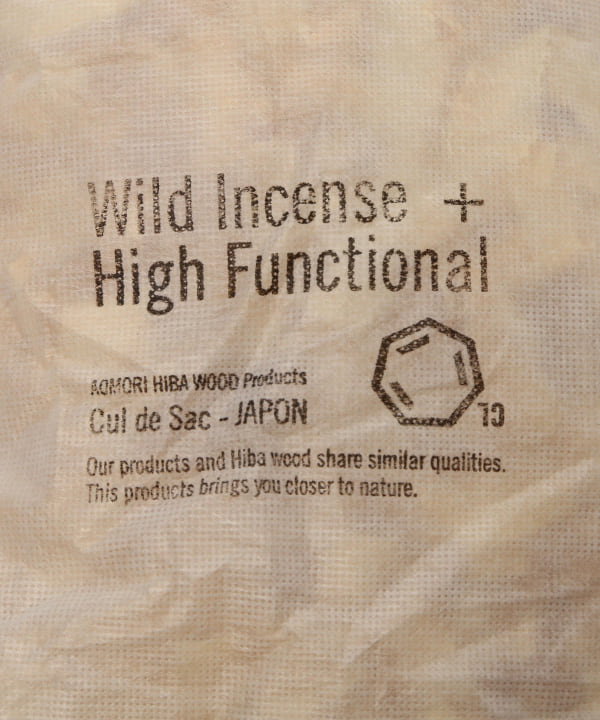 Wild Incense +
High Functional
AOMORI HIBA WOOD Products
Cul de Sac - JAPON
Our products and Hiba wood share similar qualities.
This products brings you closer to nature.